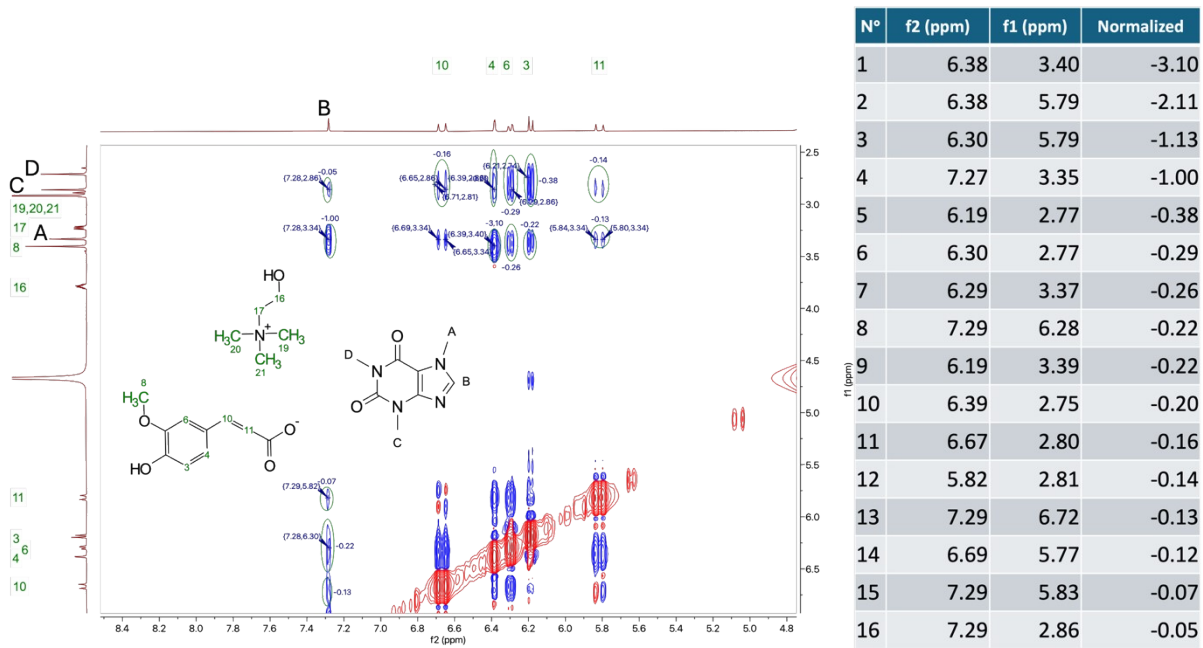 10 4 6 3 11
B
D
C
19,20,21
17
A
8
16
11
3
6
4
10
-0.16
-0.14
-0.05
{7.28,2.86}
{6.65,2.86}
{6.71,2.81}
-0.38
-0.29
-1.00
-3.10
-0.22
-0.13
{7.28,3.34}
{6.69,3.34}
{6.39,3.40}
{6.65,3.34}
{5.84,3.34}
{5.80,3.34}
-0.26
HO
16
17
H₃C
N⁺
CH₃
20
19
CH₃
21
8
H₃C
O
6
10
11
O⁻
O
HO
3
4
O
A
D
N
N
B
O
N
N
C
-0.07
{7.29,5.82}
{7.28,6.30}
-0.22
-0.13
2.5
3.0
3.5
4.0
4.5
5.0
5.5
6.0
6.5
f1 (ppm)
8.4 8.2 8.0 7.8 7.6 7.4 7.2 7.0 6.8 6.6 6.4 6.2 6.0 5.8 5.6 5.4 5.2 5.0 4.8
f2 (ppm)
N° f2 (ppm) f1 (ppm) Normalized
1 6.38 3.40 -3.10
2 6.38 5.79 -2.11
3 6.30 5.79 -1.13
4 7.27 3.35 -1.00
5 6.19 2.77 -0.38
6 6.30 2.77 -0.29
7 6.29 3.37 -0.26
8 7.29 6.28 -0.22
9 6.19 3.39 -0.22
10 6.39 2.75 -0.20
11 6.67 2.80 -0.16
12 5.82 2.81 -0.14
13 7.29 6.72 -0.13
14 6.69 5.77 -0.12
15 7.29 5.83 -0.07
16 7.29 2.86 -0.05